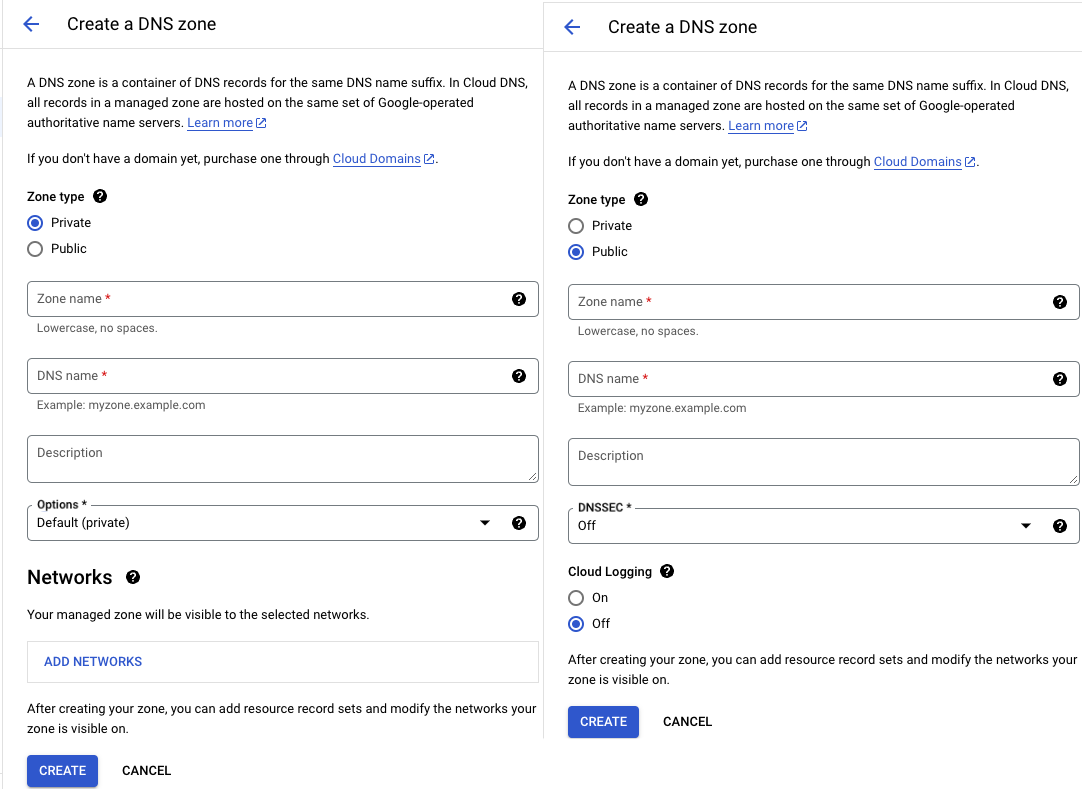 Create a DNS zone
A DNS zone is a container of DNS records for the same DNS name suffix. In Cloud DNS,
all records in a managed zone are hosted on the same set of Google-operated
authoritative name servers. Learn more
If you don't have a domain yet, purchase one through Cloud Domains.
Zone type
Private
Public
Zone name *
Lowercase, no spaces.
DNS name *
Example: myzone.example.com
Description
Options *
Default (private)
Networks
Your managed zone will be visible to the selected networks.
ADD NETWORKS
After creating your zone, you can add resource record sets and modify the networks your
zone is visible on.
CREATE CANCEL
Create a DNS zone
A DNS zone is a container of DNS records for the same DNS name suffix. In Cloud DNS,
all records in a managed zone are hosted on the same set of Google-operated
authoritative name servers. Learn more
If you don't have a domain yet, purchase one through Cloud Domains.
Zone type
Private
Public
Zone name *
Lowercase, no spaces.
DNS name *
Example: myzone.example.com
Description
DNSSEC *
Off
Cloud Logging
On
Off
After creating your zone, you can add resource record sets and modify the networks your
zone is visible on.
CREATE CANCEL